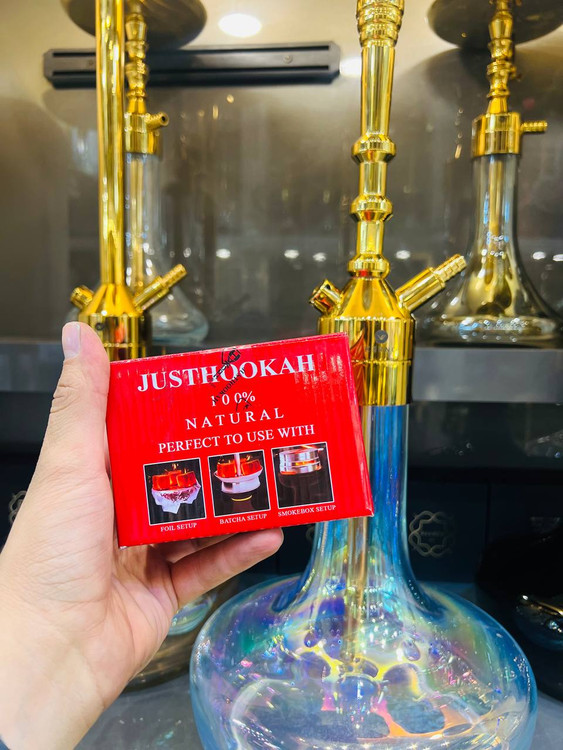 JUSTHOOKAH
100%
NATURAL
PERFECT TO USE WITH
FOIL SETUP
BATCHA SETUP
SMOKEBOX SETUP